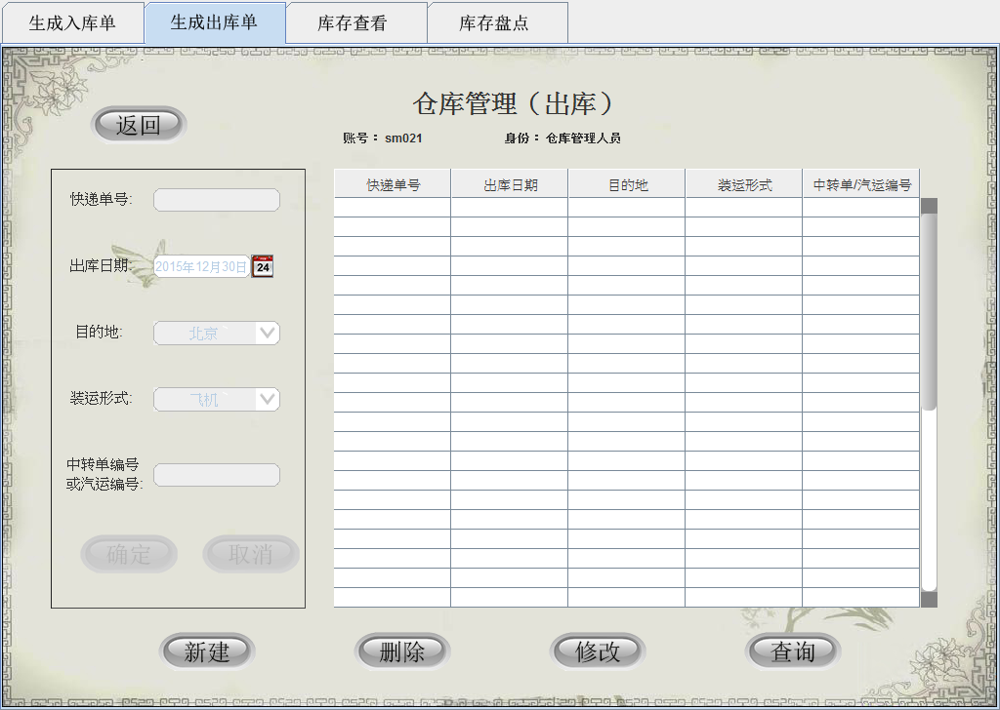 生成入库单 生成出库单 库存查看 库存盘点
仓库管理（出库）
返回
账号： sm021 身份： 仓库管理人员
快递单号:
出库日期: 2015年12月30日 24
目的地: 北京
装运形式: 飞机
中转单编号
或汽运编号:
确定 取消
快递单号 出库日期 目的地 装运形式 中转单/汽运编号
新建 删除 修改 查询